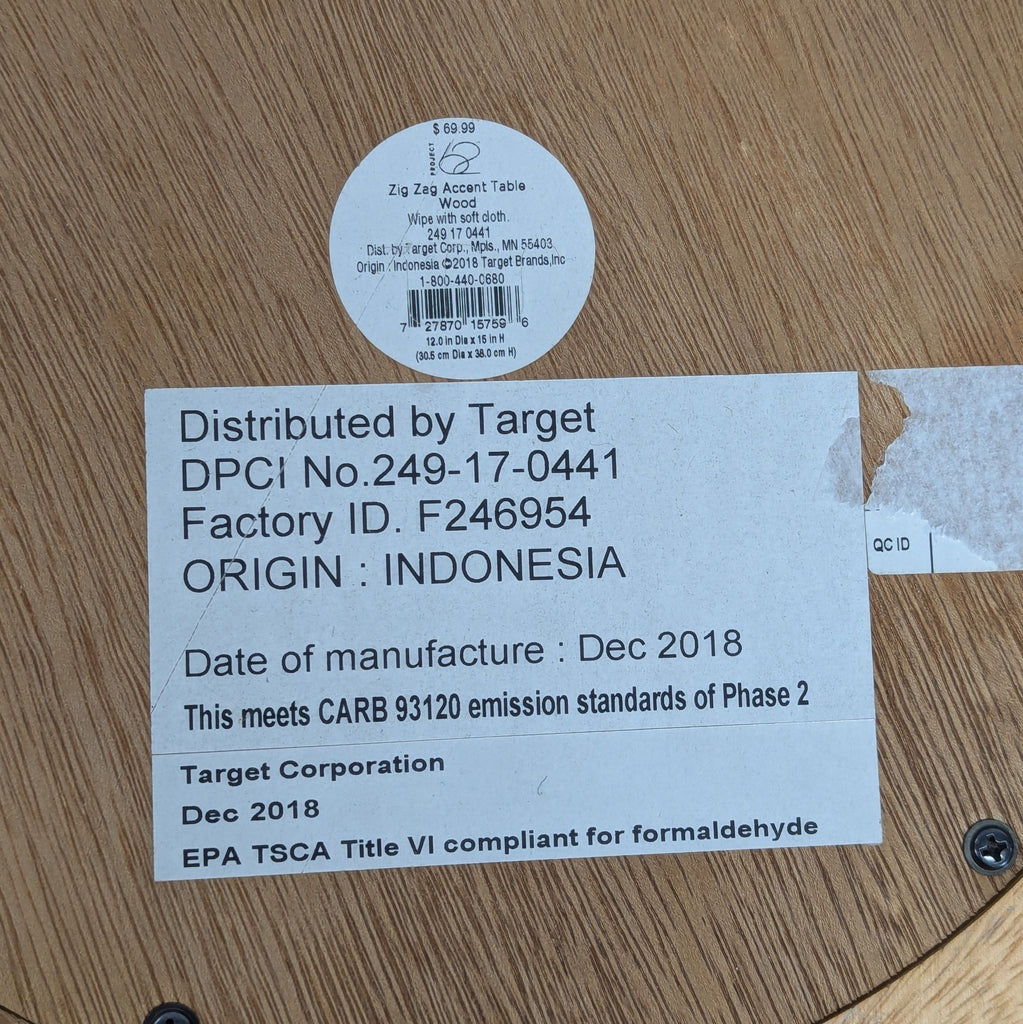 $ 69.99
PROJECT 62
Zig Zag Accent Table
Wood
Wipe with soft cloth.
249 17 0441
Dist. by Target Corp., Mpls., MN 55403
Origin : Indonesia ©2018 Target Brands,Inc
1-800-440-0680
7 27870 15759 6
12.0 in Dia x 15 in H
(30.5 cm Dia x 38.0 cm H)
Distributed by Target
DPCI No.249-17-0441
Factory ID. F246954
ORIGIN : INDONESIA
Date of manufacture : Dec 2018
This meets CARB 93120 emission standards of Phase 2
Target Corporation
Dec 2018
EPA TSCA Title VI compliant for formaldehyde
QC ID